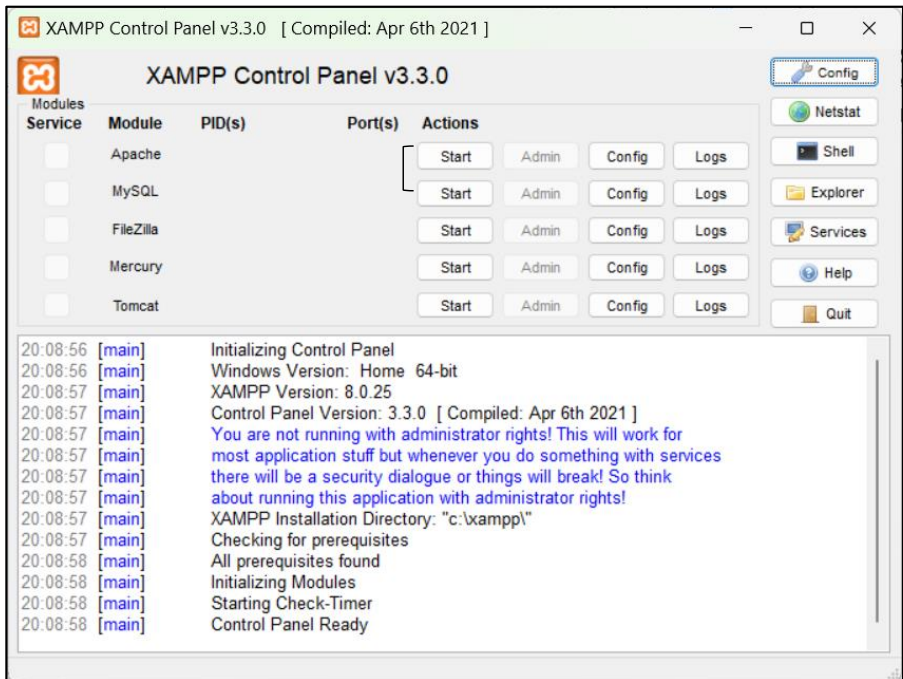 XAMPP Control Panel v3.3.0 [ Compiled: Apr 6th 2021 ]
XAMPP Control Panel v3.3.0
Config
Modules
Service Module PID(s) Port(s) Actions
Netstat
Apache Start Admin Config Logs
Shell
MySQL Start Admin Config Logs
Explorer
FileZilla Start Admin Config Logs
Services
Mercury Start Admin Config Logs
Help
Tomcat Start Admin Config Logs
Quit
20:08:56 [main] Initializing Control Panel
20:08:56 [main] Windows Version: Home 64-bit
20:08:57 [main] XAMPP Version: 8.0.25
20:08:57 [main] Control Panel Version: 3.3.0 [ Compiled: Apr 6th 2021 ]
20:08:57 [main] You are not running with administrator rights! This will work for
20:08:57 [main] most application stuff but whenever you do something with services
20:08:57 [main] there will be a security dialogue or things will break! So think
20:08:57 [main] about running this application with administrator rights!
20:08:57 [main] XAMPP Installation Directory: "c:\xampp\"
20:08:57 [main] Checking for prerequisites
20:08:58 [main] All prerequisites found
20:08:58 [main] Initializing Modules
20:08:58 [main] Starting Check-Timer
20:08:58 [main] Control Panel Ready